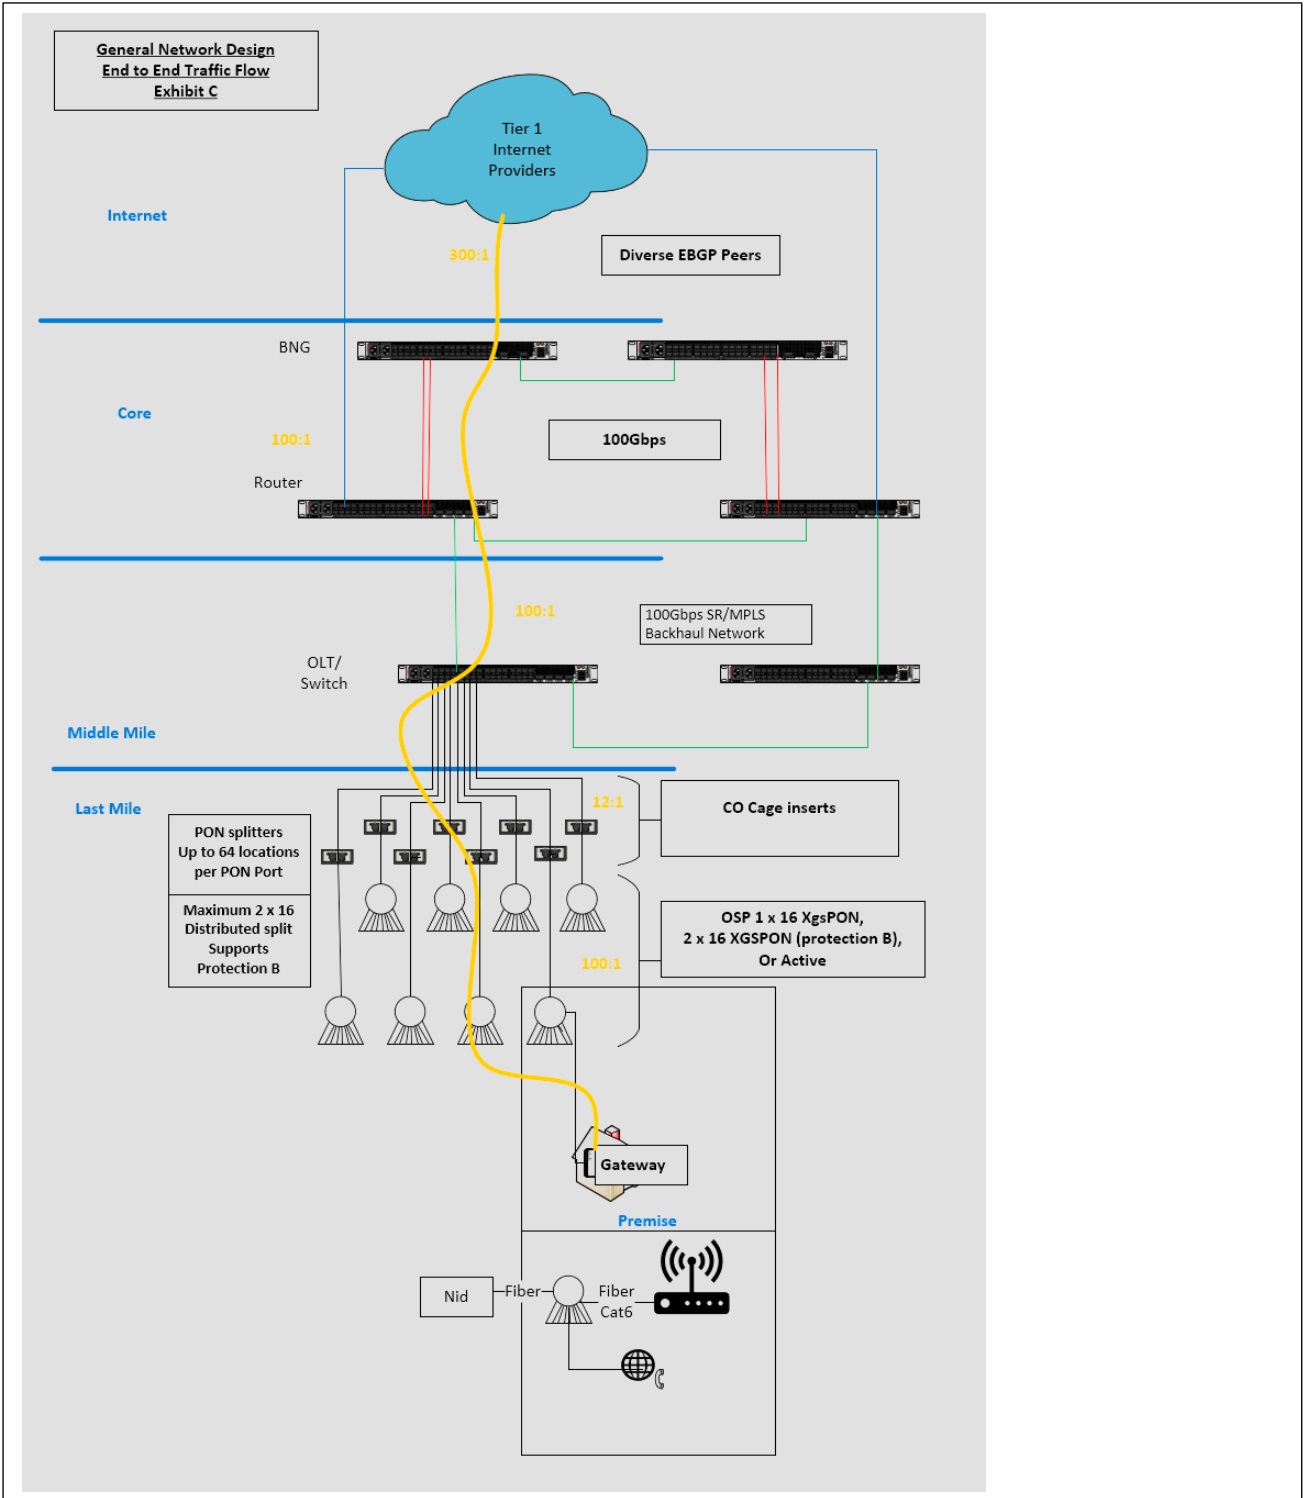 General Network Design
End to End Traffic Flow
Exhibit C
Tier 1
Internet
Providers
Internet
300:1
Diverse EBGP Peers
BNG
Core
100:1
100Gbps
Router
100:1
100Gbps SR/MPLS
Backhaul Network
OLT/
Switch
Middle Mile
Last Mile
12:1
CO Cage inserts
PON splitters
Up to 64 locations
per PON Port
Maximum 2 x 16
Distributed split
Supports
Protection B
OSP 1 x 16 XgsPON,
2 x 16 XGSPON (protection B),
Or Active
100:1
Gateway
Premise
Nid
Fiber
Fiber
Cat6